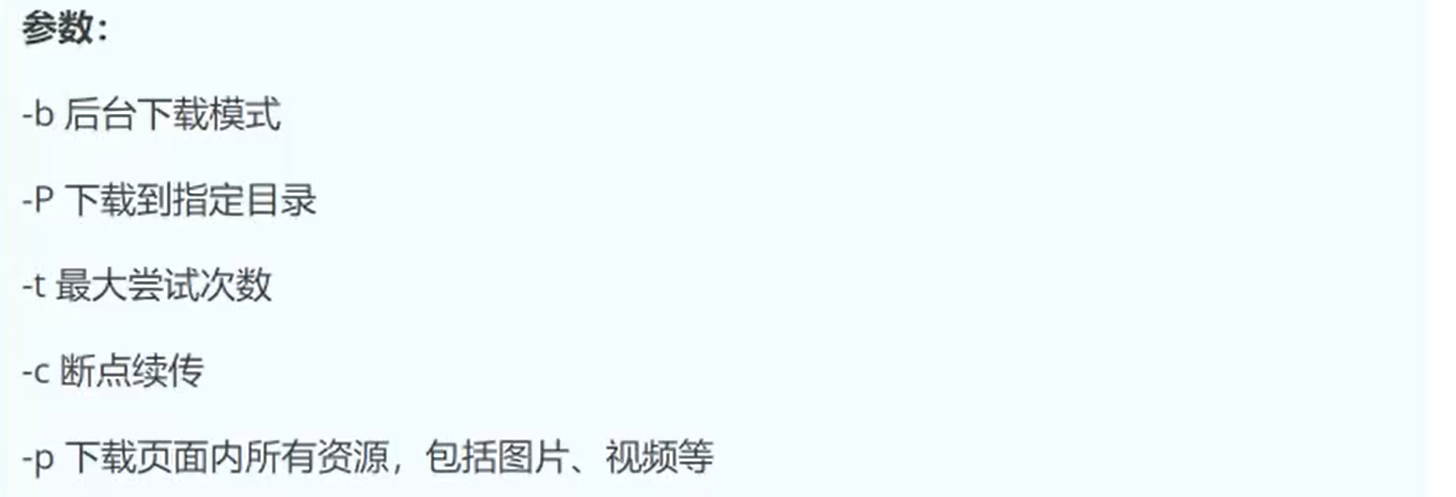 参数：
-b 后台下载模式
-P 下载到指定目录
-t 最大尝试次数
-c 断点续传
-p 下载页面内所有资源，包括图片、视频等